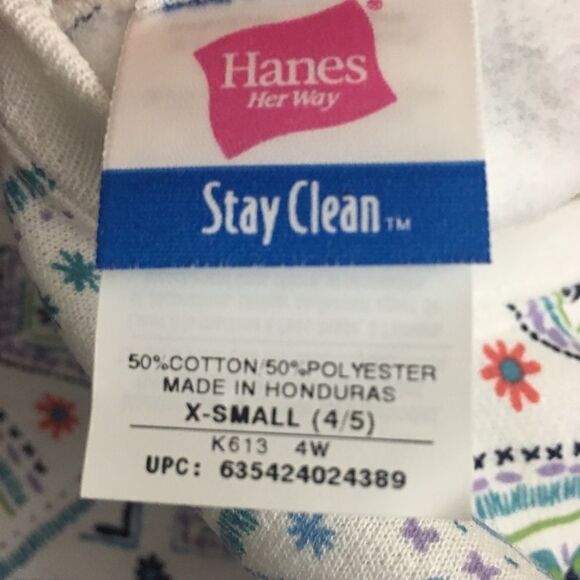 Hanes®
Her Way
Stay Clean™
50%COTTON/50%POLYESTER
MADE IN HONDURAS
X-SMALL (4/5)
K613 4W
UPC: 635424024389